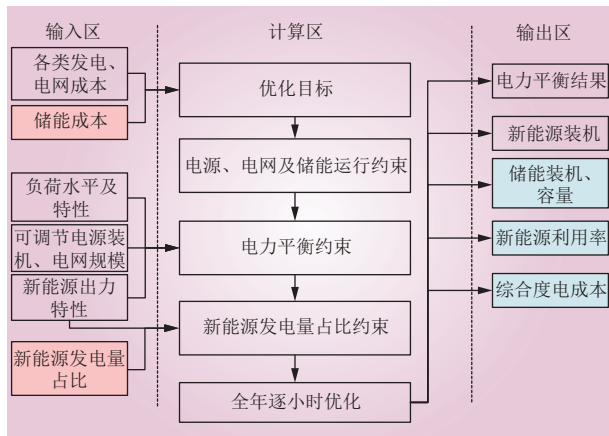 输入区
各类发电、
电网成本
储能成本
负荷水平及
特性
可调节电源装
机、电网规模
新能源出力
特性
新能源发电量
占比
计算区
优化目标
电源、电网及储能运行约束
电力平衡约束
新能源发电量占比约束
全年逐小时优化
输出区
电力平衡结果
新能源装机
储能装机、
容量
新能源利用率
综合度电成本